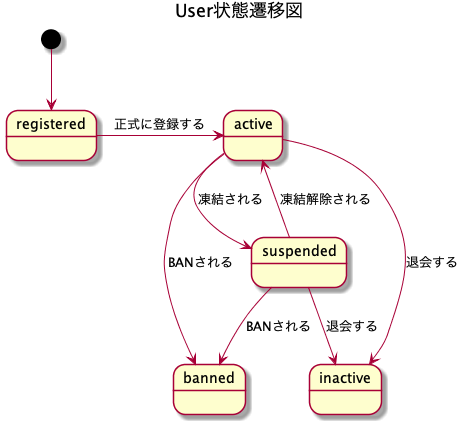 User状態遷移図
registered
正式に登録する
active
凍結される
凍結解除される
suspended
BANされる
退会する
BANされる
退会する
banned
inactive